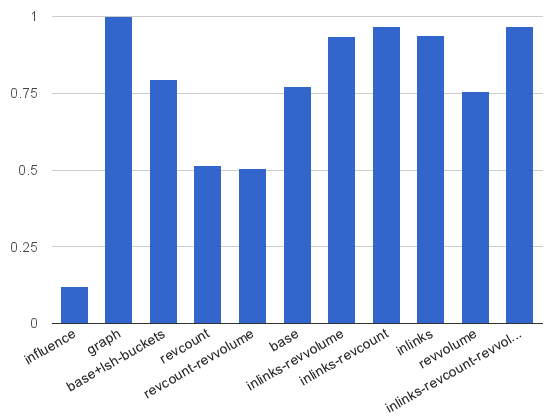 1
0.75
0.5
0.25
0
influence
graph
base+lsh-buckets
revcount
revcount-revvolume
base
inlinks-revvolume
inlinks-revcount
inlinks
revvolume
inlinks-revcount-revvol...